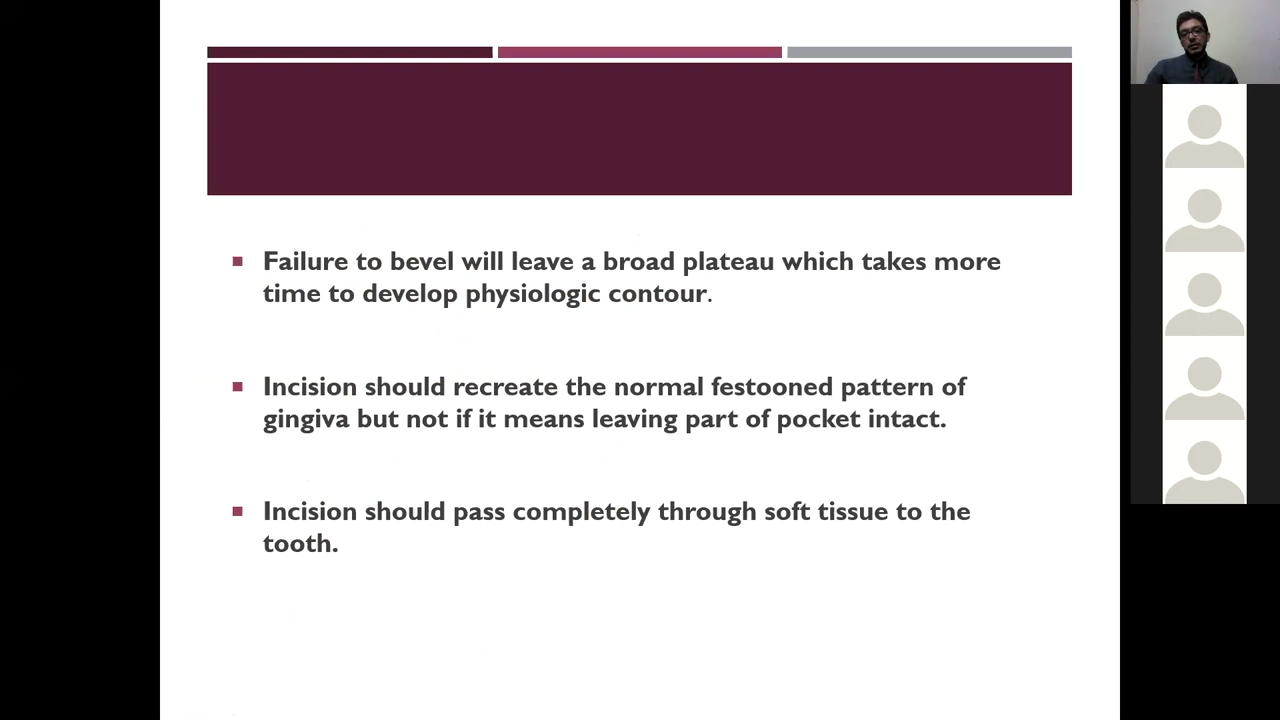 Failure to bevel will leave a broad plateau which takes more
time to develop physiologic contour.
Incision should recreate the normal festooned pattern of
gingiva but not if it means leaving part of pocket intact.
Incision should pass completely through soft tissue to the
tooth.